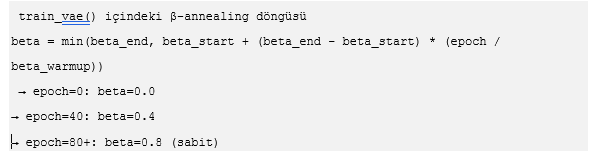 train_vae() içindeki β-annealing döngüsü
beta = min(beta_end, beta_start + (beta_end - beta_start) * (epoch /
beta_warmup))
→ epoch=0: beta=0.0
→ epoch=40: beta=0.4
→ epoch=80+: beta=0.8 (sabit)